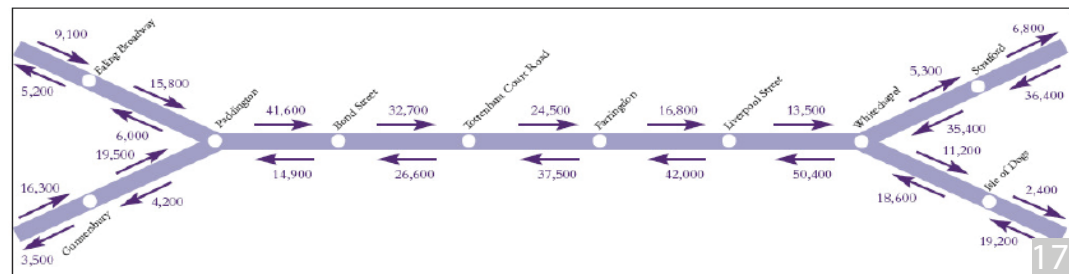 9,100
Ealing Broadway
5,200
15,800
6,000
Paddington
19,500
16,300
4,200
Gunnersbury
3,500
41,600
14,900
Bond Street
32,700
26,600
Tottenham Court Road
24,500
37,500
Farringdon
16,800
42,000
Liverpool Street
13,500
50,400
Whitechapel
5,300
35,400
Stratford
6,800
36,400
11,200
18,600
Isle of Dogs
2,400
19,200
17